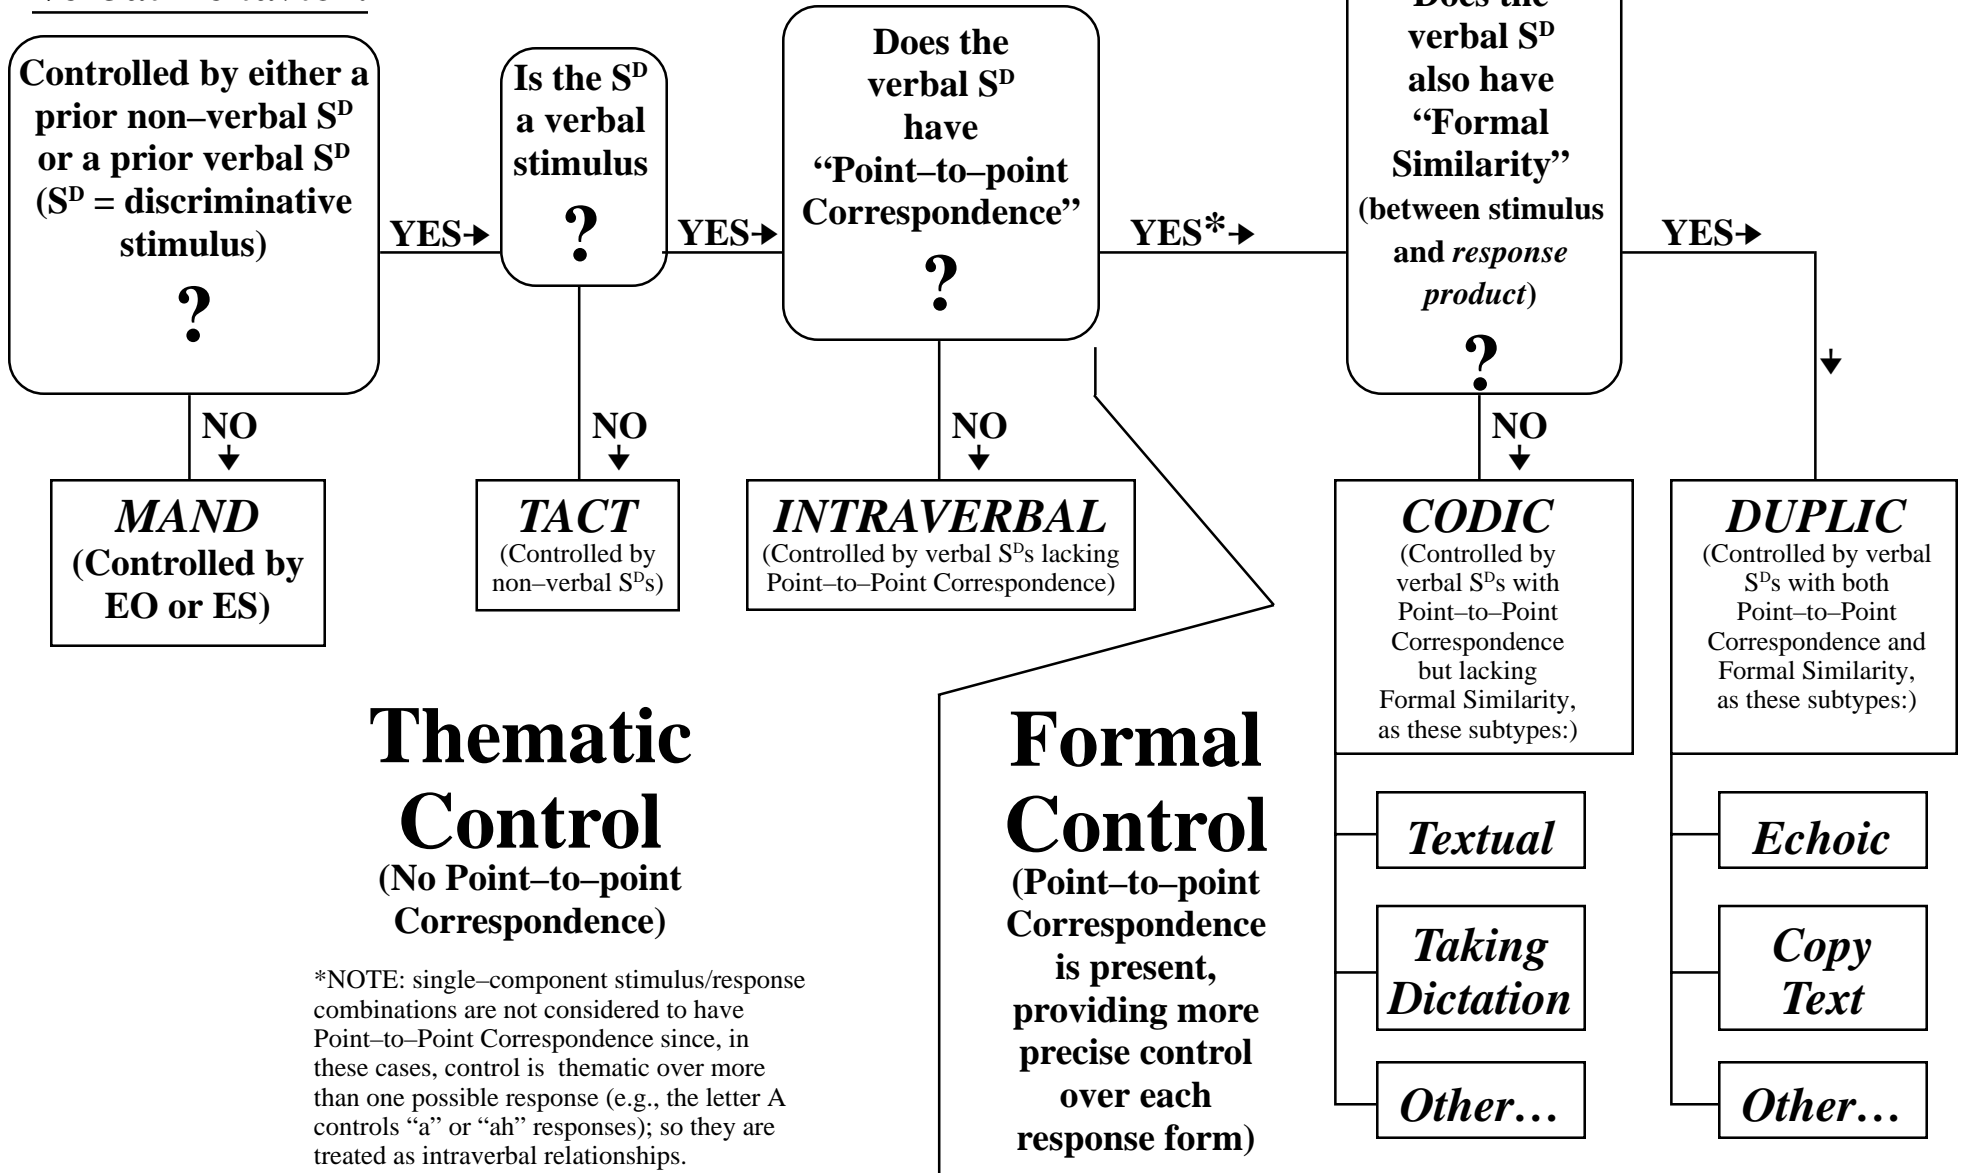 Controlled by either a
prior non–verbal Sᴰ
or a prior verbal Sᴰ
(Sᴰ = discriminative
stimulus)
?
YES
Is the Sᴰ
a verbal
stimulus
?
YES
Does the
verbal Sᴰ
have
“Point–to–point
Correspondence”
?
YES*
Does the
verbal Sᴰ
also have
“Formal
Similarity”
(between stimulus
and response
product)
?
YES
NO
NO
NO
NO
MAND
(Controlled by
EO or ES)
TACT
(Controlled by
non–verbal Sᴰs)
INTRAVERBAL
(Controlled by verbal Sᴰs lacking
Point–to–Point Correspondence)
CODIC
(Controlled by
verbal Sᴰs with
Point–to–Point
Correspondence
but lacking
Formal Similarity,
as these subtypes:)
DUPLIC
(Controlled by verbal
Sᴰs with both
Point–to–Point
Correspondence and
Formal Similarity,
as these subtypes:)
Thematic
Control
(No Point–to–point
Correspondence)
*NOTE: single–component stimulus/response
combinations are not considered to have
Point–to–Point Correspondence since, in
these cases, control is thematic over more
than one possible response (e.g., the letter A
controls “a” or “ah” responses); so they are
treated as intraverbal relationships.
Formal
Control
(Point–to–point
Correspondence
is present,
providing more
precise control
over each
response form)
Textual
Taking
Dictation
Other…
Echoic
Copy
Text
Other…